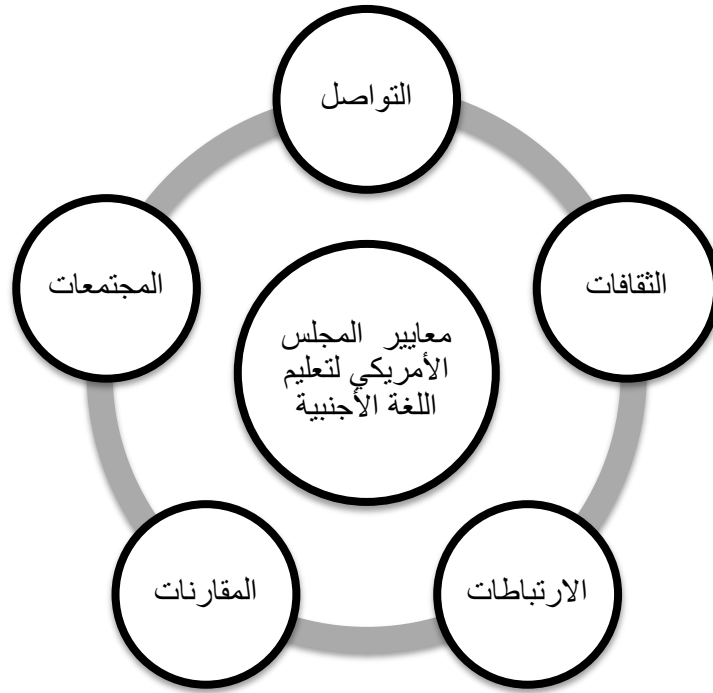 التواصل
الثقافات
الارتباطات
المقارنات
المجتمعات
معايير المجلس
الأمريكي لتعليم
اللغة الأجنبية